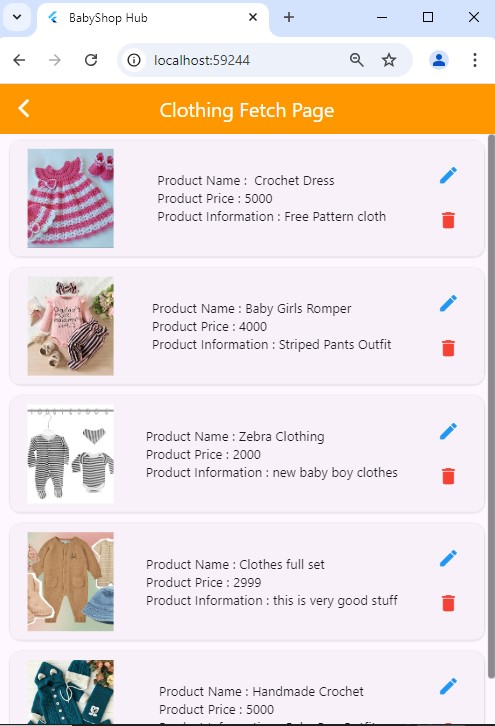 BabyShop Hub
localhost:59244
Clothing Fetch Page
Product Name :  Crochet Dress
Product Price : 5000
Product Information : Free Pattern cloth
Product Name : Baby Girls Romper
Product Price : 4000
Product Information : Striped Pants Outfit
Product Name : Zebra Clothing
Product Price : 2000
Product Information : new baby boy clothes
Product Name : Clothes full set
Product Price : 2999
Product Information : this is very good stuff
Product Name : Handmade Crochet
Product Price : 5000